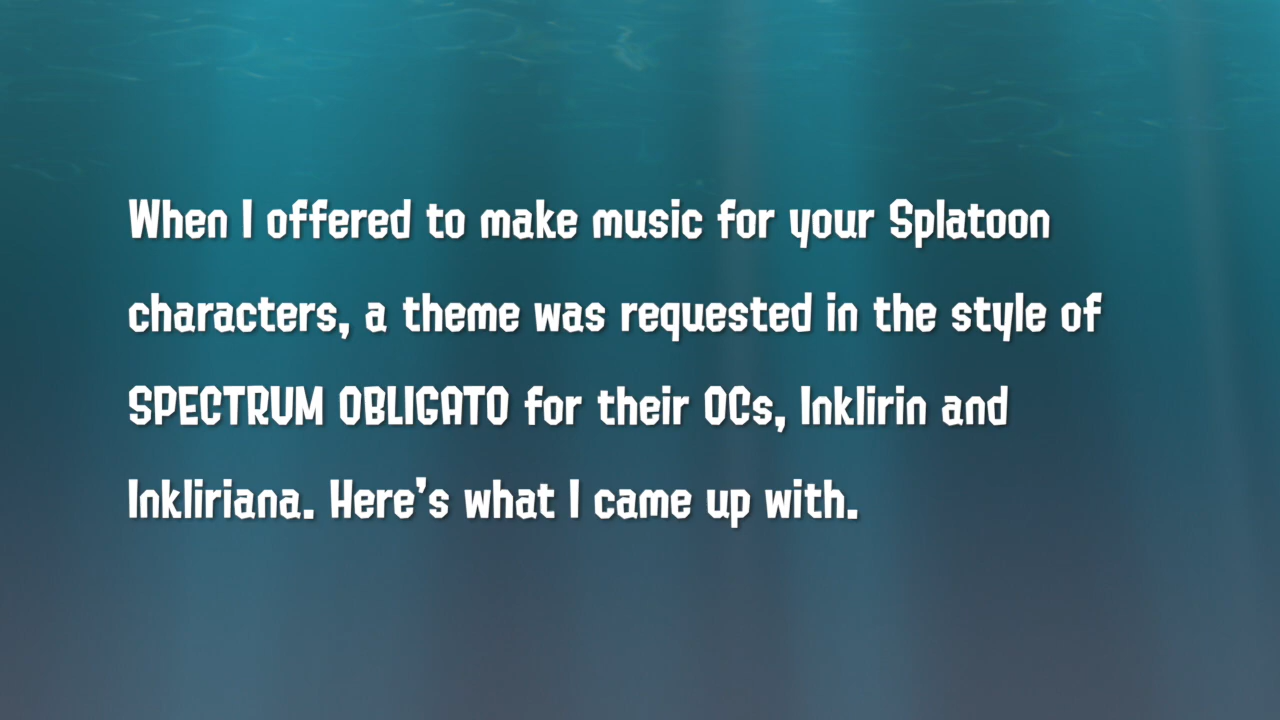 When I offered to make music for your Splatoon
characters, a theme was requested in the style of
SPECTRUM OBLIGATO for their OCs, Inklirin and
Inkliriana. Here's what I came up with.